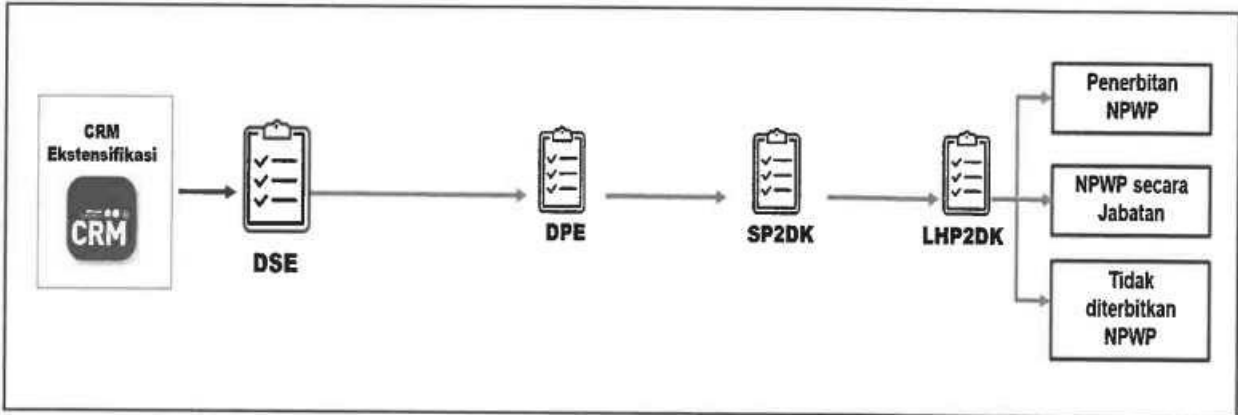 CRM
Ekstensifikasi
CRM
DSE
DPE
SP2DK
LHP2DK
Penerbitan
NPWP
NPWP secara
Jabatan
Tidak
diterbitkan
NPWP